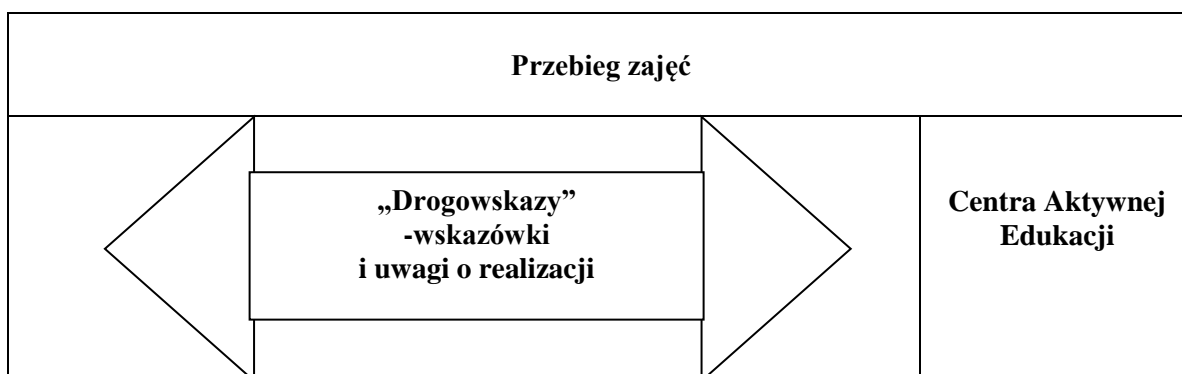 Przebieg zajęć
„Drogowskazy”
-wskazówki
i uwagi o realizacji
Centra Aktywnej
Edukacji